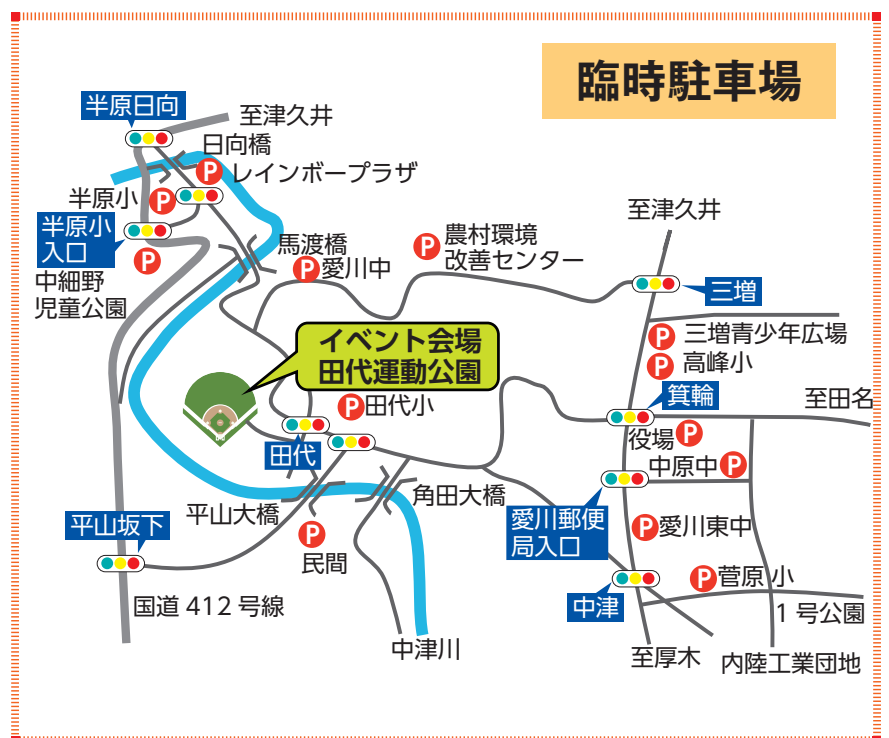 臨時駐車場
半原日向
至津久井
日向橋
P
レインボープラザ
半原小
P
半原小
入口
P
中細野
児童公園
馬渡橋
P
愛川中
P
農村環境
改善センター
至津久井
三増
P
三増青少年広場
P
高峰小
イベント会場
田代運動公園
P
田代小
箕輪
至田名
田代
役場
P
中原中
P
平山大橋
角田大橋
愛川郵便
局入口
P
愛川東中
平山坂下
P
民間
P
菅原小
中津
国道 412 号線
1 号公園
中津川
至厚木
内陸工業団地